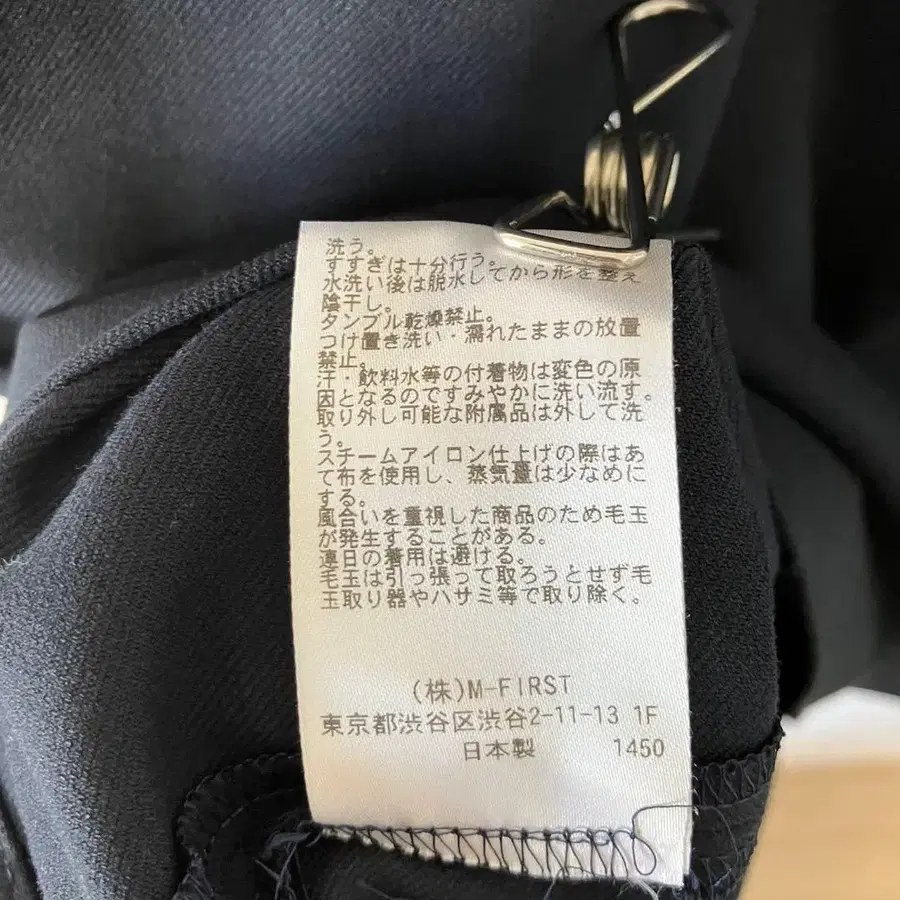 洗う。
すすぎは十分行う。
水洗い後は脱水してから形を整え
陰干し。
タンブル乾燥禁止。
つけ置き洗い・濡れたままの放置
禁止。
汗・飲料水等の付着物は変色の原
因となるのですみやかに洗い流す。
取り外し可能な附属品は外して洗
う。
スチームアイロン仕上げの際はあ
て布を使用し、蒸気量は少なめに
する。
風合いを重視した商品のため毛玉
が発生することがある。
連日の着用は避ける。
毛玉は引っ張って取ろうとせず毛
玉取り器やハサミ等で取り除く。
(株)M-FIRST
東京都渋谷区渋谷2-11-13 1F
日本製 1450